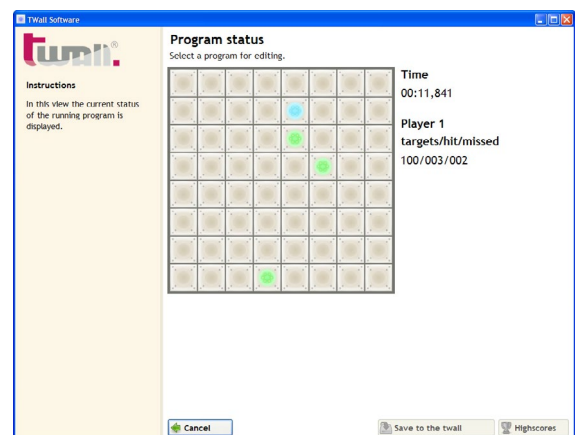 TWall Software
twall.®
Instructions
In this view the current status
of the running program is
displayed.
Program status
Select a program for editing.
Time
00:11,841
Player 1
targets/hit/missed
100/003/002
Cancel
Save to the twall
Highscores